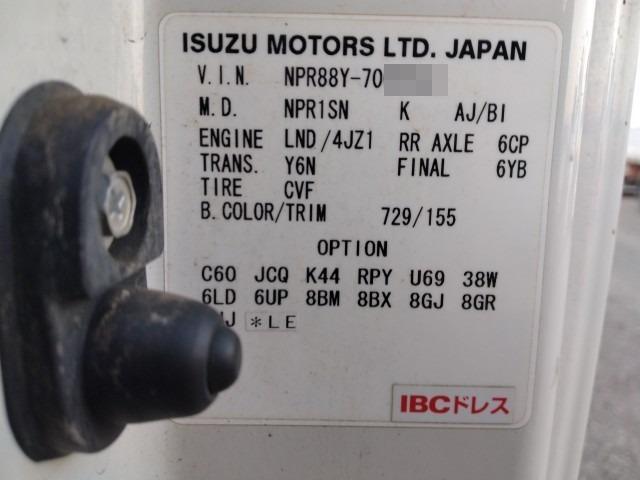 ISUZU MOTORS LTD. JAPAN
V.I.N. NPR88Y-70
M.D. NPR1SN K AJ/BI
ENGINE LND/4JZ1 RR AXLE 6CP
TRANS. Y6N FINAL 6YB
TIRE CVF
B.COLOR/TRIM 729/155
OPTION
C60 JCQ K44 RPY U69 38W
6LD 6UP 8BM 8BX 8GJ 8GR
*LE
IBCドレス